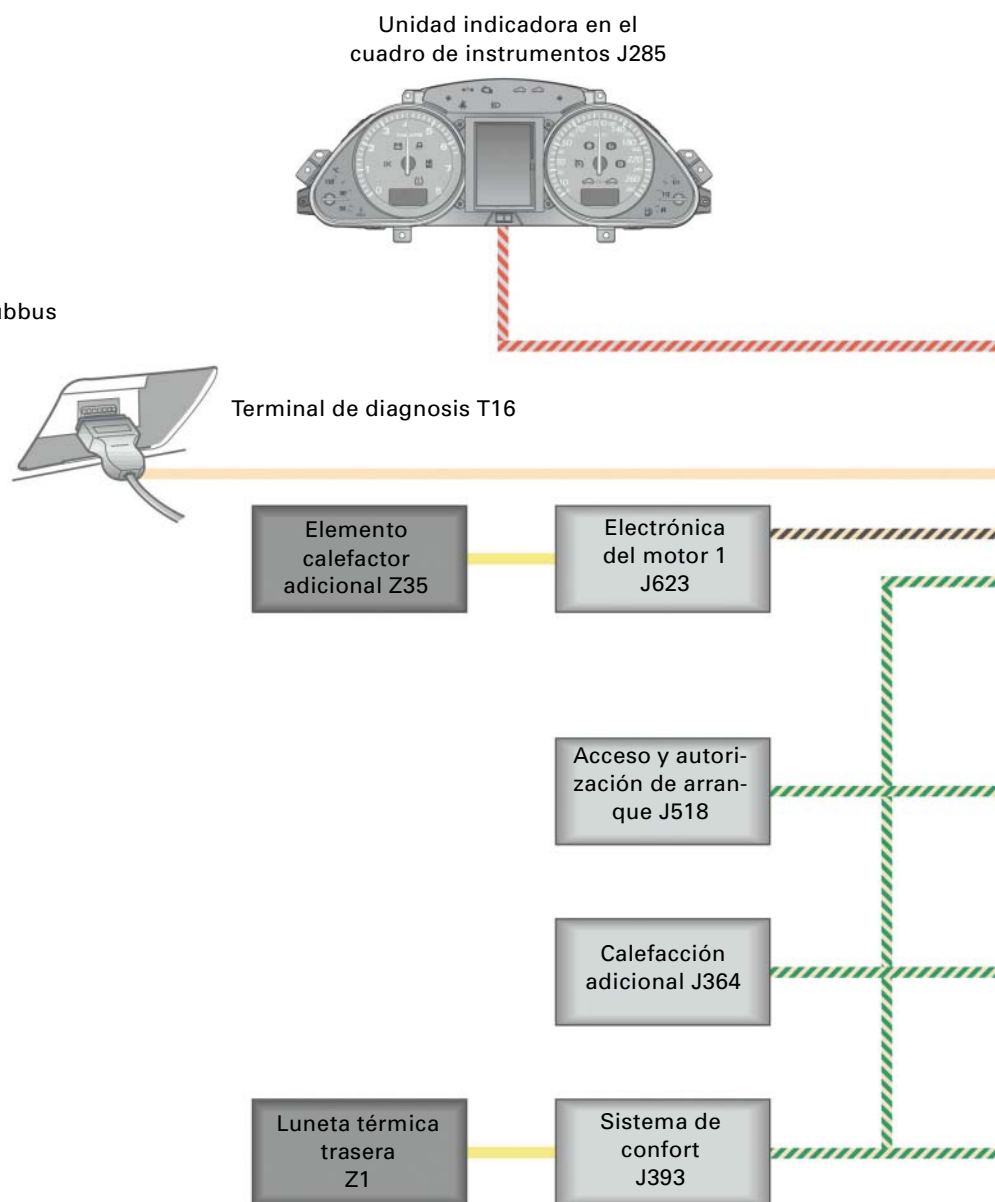 Unidad indicadora en el
cuadro de instrumentos J285
Terminal de diagnosis T16
Elemento
calefactor
adicional Z35
Electrónica
del motor 1
J623
Acceso y autori-
zación de arran-
que J518
Calefacción
adicional J364
Luneta térmica
trasera
Z1
Sistema de
confort
J393